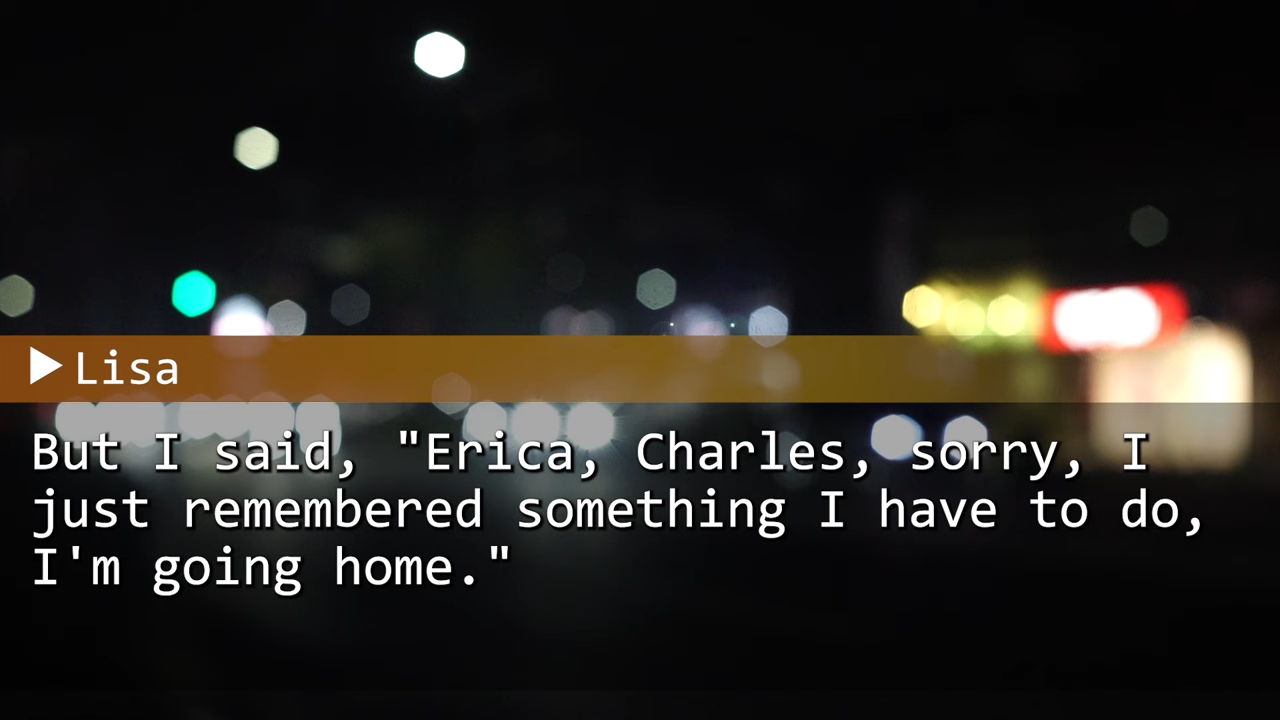 Lisa
But I said, "Erica, Charles, sorry, I
just remembered something I have to do,
I'm going home."